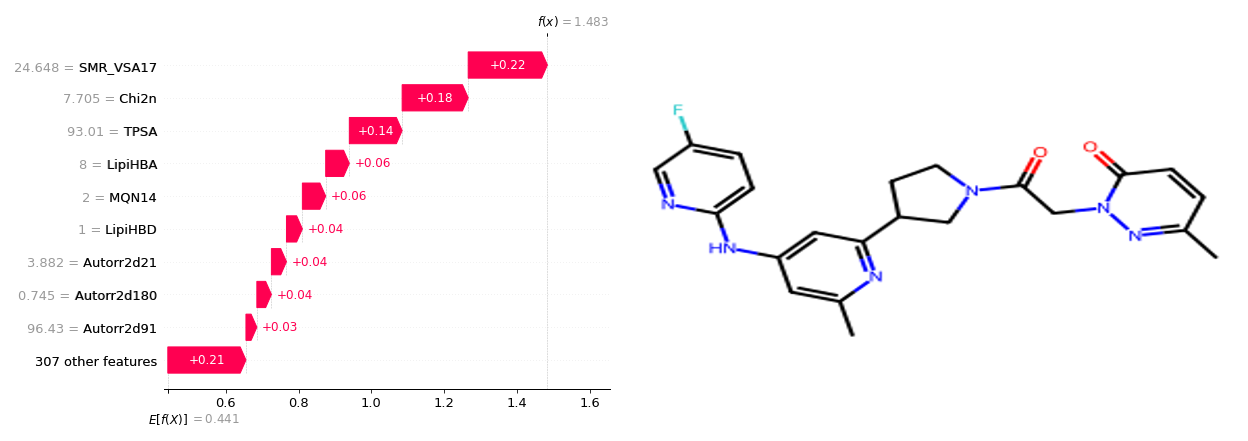 f(x) = 1.483
24.648 = SMR_VSA17
+0.22
7.705 = Chi2n
+0.18
93.01 = TPSA
+0.14
8 = LipiHBA
+0.06
2 = MQN14
+0.06
1 = LipiHBD
+0.04
3.882 = Autorr2d21
+0.04
0.745 = Autorr2d180
+0.04
96.43 = Autorr2d91
+0.03
307 other features
+0.21
0.6 0.8 1.0 1.2 1.4 1.6
E[f(X)] = 0.441
F
N
HN
N
N
O
O
N
N